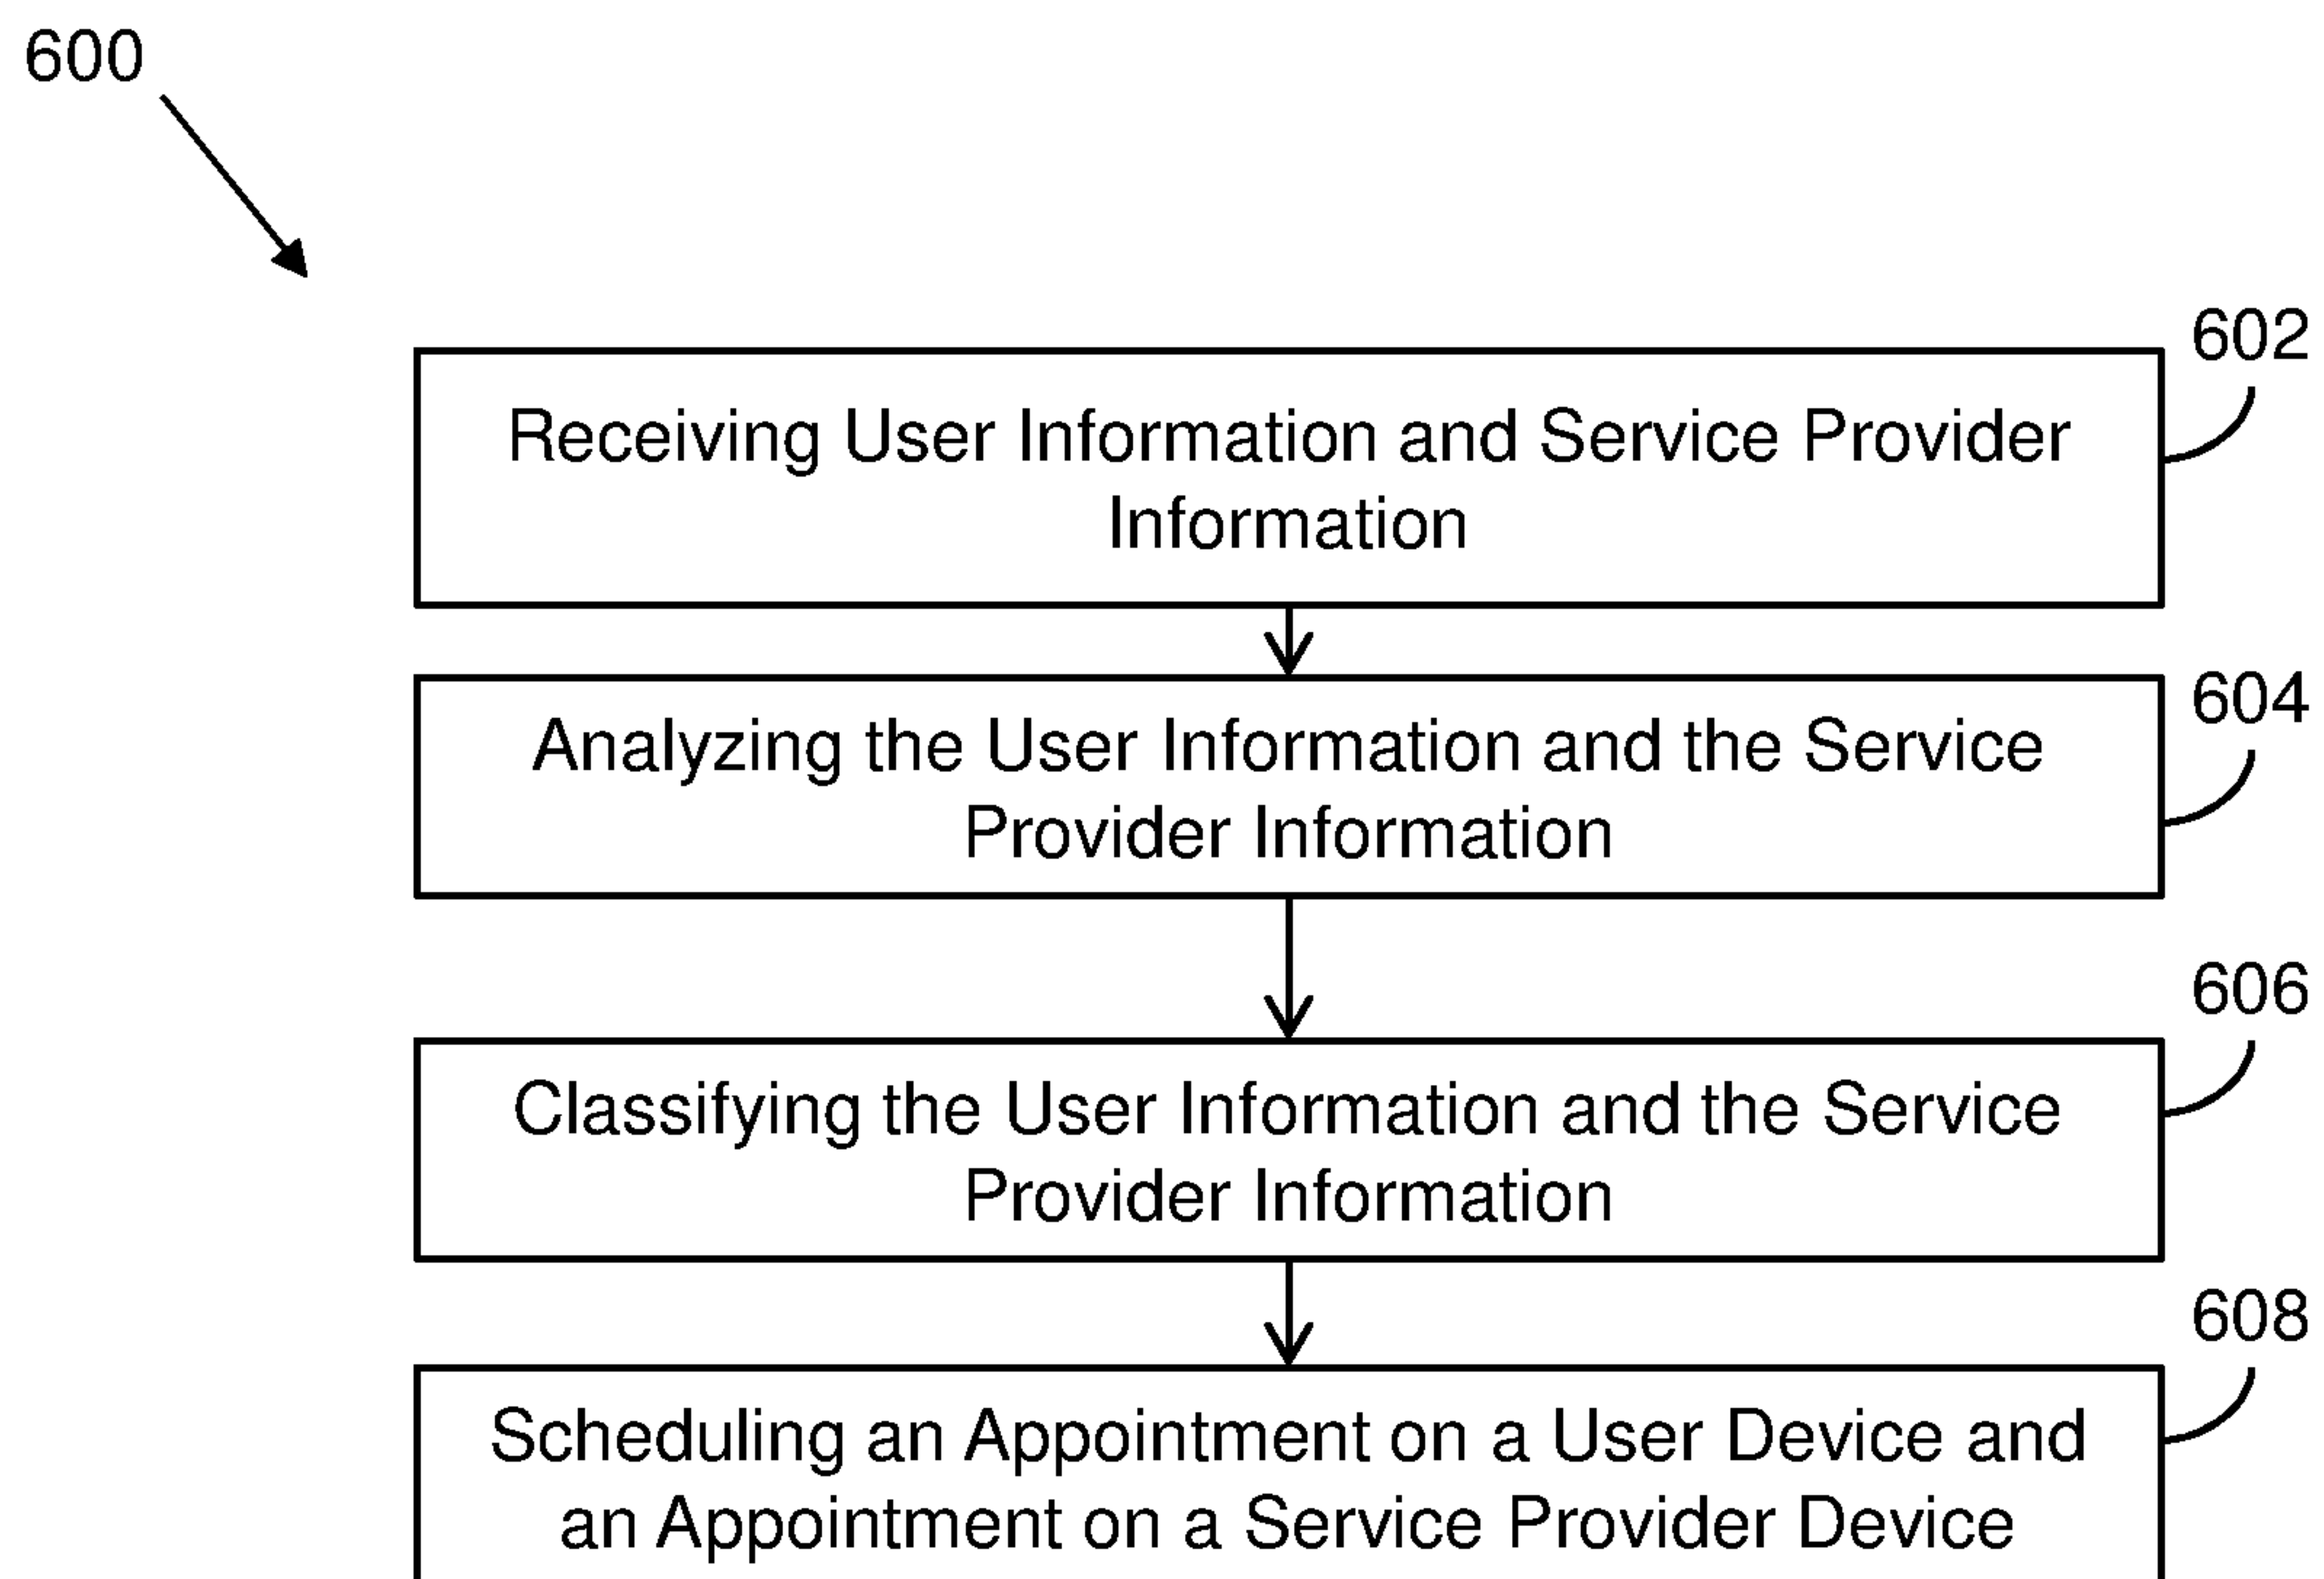 600
602
Receiving User Information and Service Provider
Information
604
Analyzing the User Information and the Service
Provider Information
606
Classifying the User Information and the Service
Provider Information
608
Scheduling an Appointment on a User Device and
an Appointment on a Service Provider Device